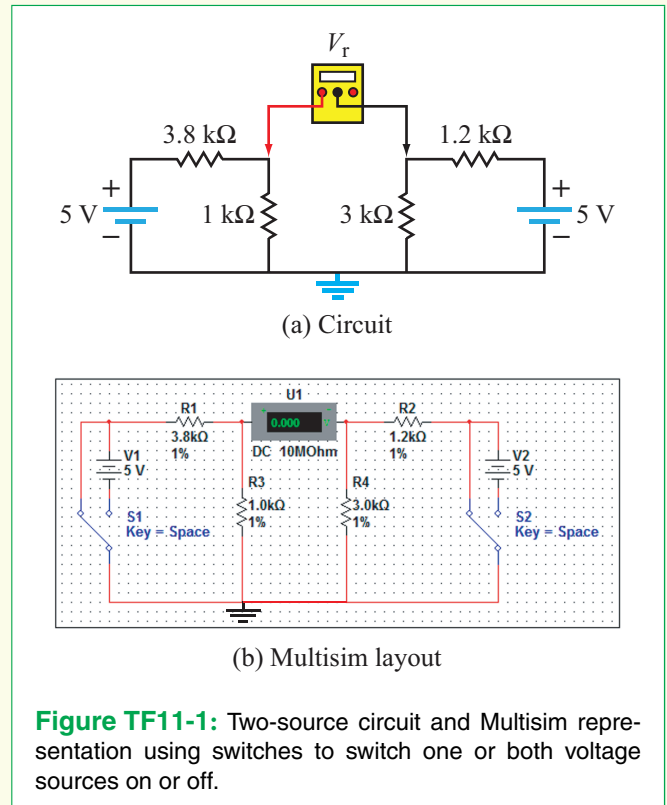 Vr
3.8 kΩ
1.2 kΩ
+
5 V
−
1 kΩ
3 kΩ
+
5 V
−
(a) Circuit
U1
R1
0.000
R2
3.8kΩ
1%
DC 10MOhm
1.2kΩ
1%
V1
5 V
R3
1.0kΩ
1%
R4
3.0kΩ
1%
V2
5 V
S1
Key = Space
S2
Key = Space
(b) Multisim layout
Figure TF11-1: Two-source circuit and Multisim repre-
sentation using switches to switch one or both voltage
sources on or off.